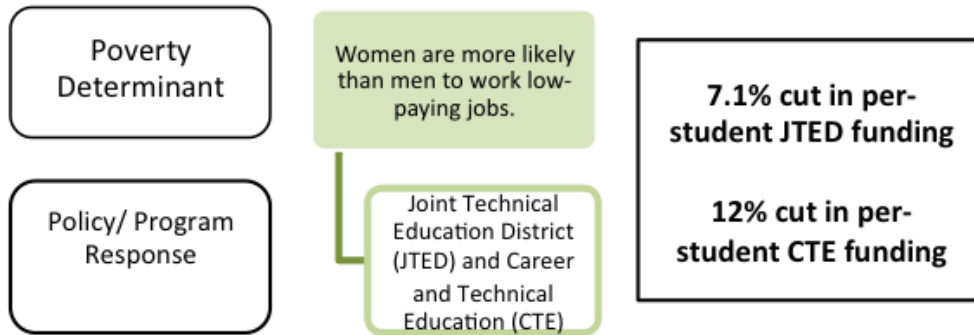 Poverty
Determinant
Women are more likely
than men to work low-
paying jobs.
7.1% cut in per-
student JTED funding
12% cut in per-
student CTE funding
Policy/ Program
Response
Joint Technical
Education District
(JTED) and Career
and Technical
Education (CTE)